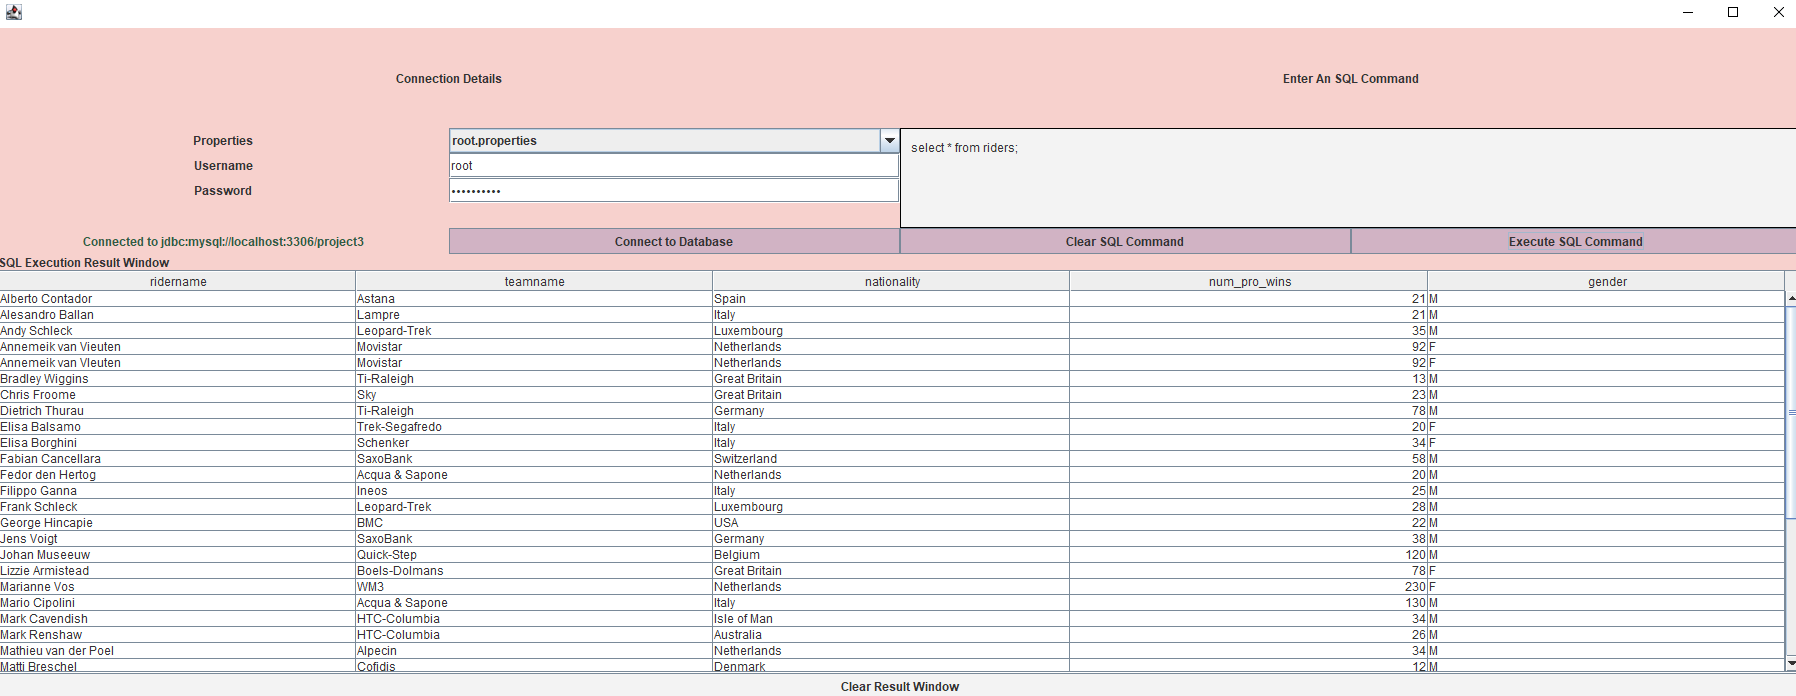 Connection Details
Enter An SQL Command
Properties
root.properties
select * from riders;
Username
root
Password
••••••••••
Connected to jdbc:mysql://localhost:3306/project3
Connect to Database
Clear SQL Command
Execute SQL Command
SQL Execution Result Window
ridername teamname nationality num_pro_wins gender
Alberto Contador Astana Spain 21 M
Alesandro Ballan Lampre Italy 21 M
Andy Schleck Leopard-Trek Luxembourg 35 M
Annemeik van Vieuten Movistar Netherlands 92 F
Annemeik van Vleuten Movistar Netherlands 92 F
Bradley Wiggins Ti-Raleigh Great Britain 13 M
Chris Froome Sky Great Britain 23 M
Dietrich Thurau Ti-Raleigh Germany 78 M
Elisa Balsamo Trek-Segafredo Italy 20 F
Elisa Borghini Schenker Italy 34 F
Fabian Cancellara SaxoBank Switzerland 58 M
Fedor den Hertog Acqua & Sapone Netherlands 20 M
Filippo Ganna Ineos Italy 25 M
Frank Schleck Leopard-Trek Luxembourg 28 M
George Hincapie BMC USA 22 M
Jens Voigt SaxoBank Germany 38 M
Johan Museeuw Quick-Step Belgium 120 M
Lizzie Armistead Boels-Dolmans Great Britain 78 F
Marianne Vos WM3 Netherlands 230 F
Mario Cipolini Acqua & Sapone Italy 130 M
Mark Cavendish HTC-Columbia Isle of Man 34 M
Mark Renshaw HTC-Columbia Australia 26 M
Mathieu van der Poel Alpecin Netherlands 34 M
Matti Breschel Cofidis Denmark 12 M
Clear Result Window